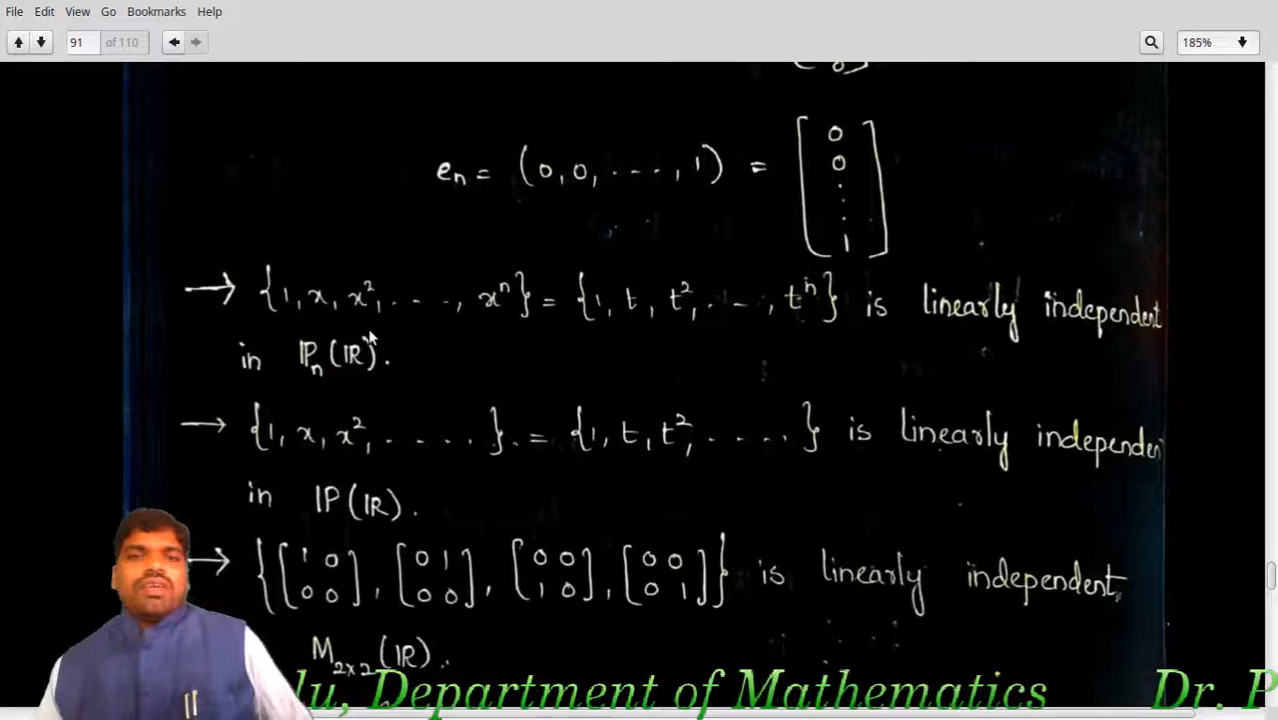 File Edit View Go Bookmarks Help
91 of 110 185%
0
eₙ = (0, 0, ..., 1) = [0 0 . . 1]
→ {1, x, x², ..., xⁿ} = {1, t, t², ..., tⁿ} is linearly independent
in ℙₙ(ℝ).
→ {1, x, x², .....}. = {1, t, t², .....} is linearly independen
in ℙ(ℝ).
→ {[1 0 0 0], [0 1 0 0], [0 0 1 0], [0 0 0 1]} is linearly independent.
M₂ₓ₂(ℝ).
lu, Department of Mathematics Dr. P